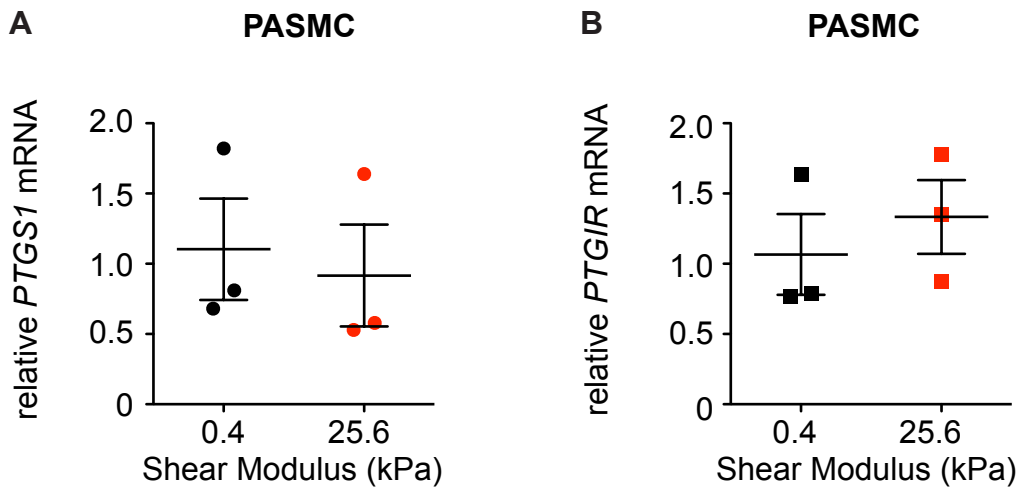 A
PASMC
relative PTGS1 mRNA
2.0
1.5
1.0
0.5
0
0.4 25.6
Shear Modulus (kPa)
B
PASMC
relative PTGIR mRNA
2.0
1.5
1.0
0.5
0
0.4 25.6
Shear Modulus (kPa)